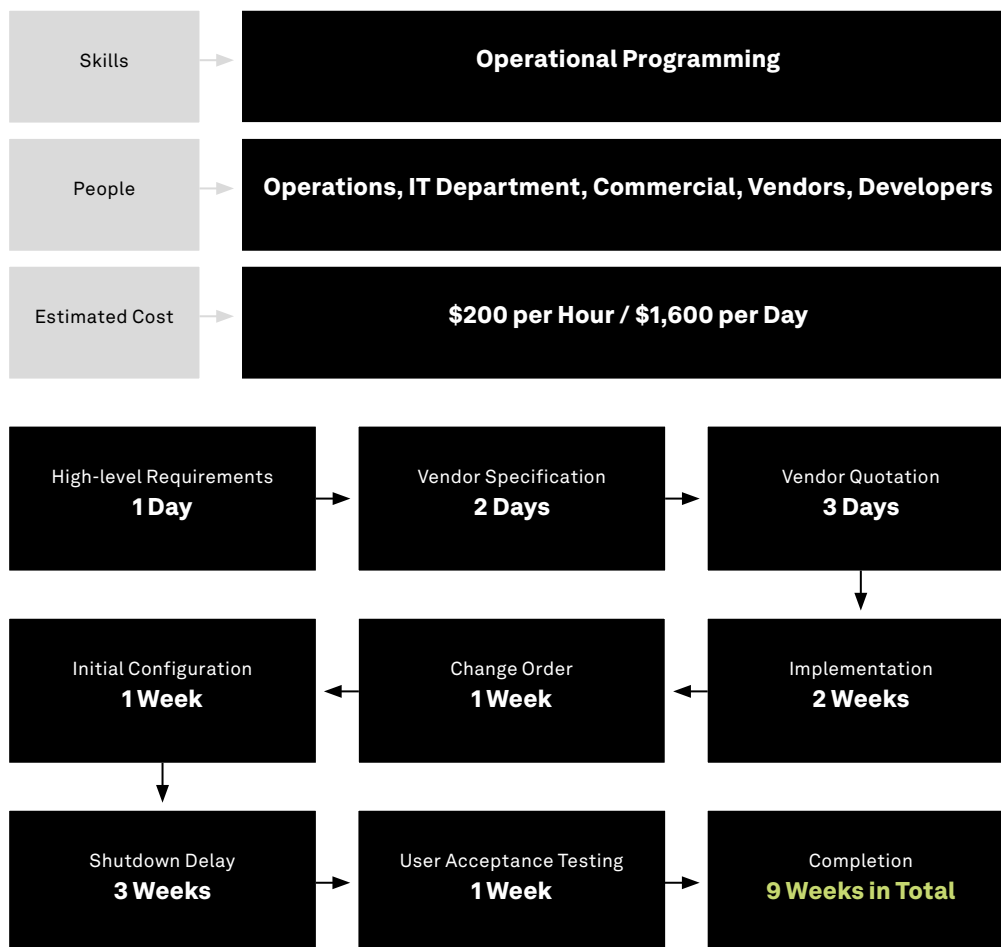 Skills
Operational Programming
People
Operations, IT Department, Commercial, Vendors, Developers
Estimated Cost
$200 per Hour / $1,600 per Day
High-level Requirements
1 Day
Vendor Specification
2 Days
Vendor Quotation
3 Days
Implementation
2 Weeks
Change Order
1 Week
Initial Configuration
1 Week
Shutdown Delay
3 Weeks
User Acceptance Testing
1 Week
Completion
9 Weeks in Total